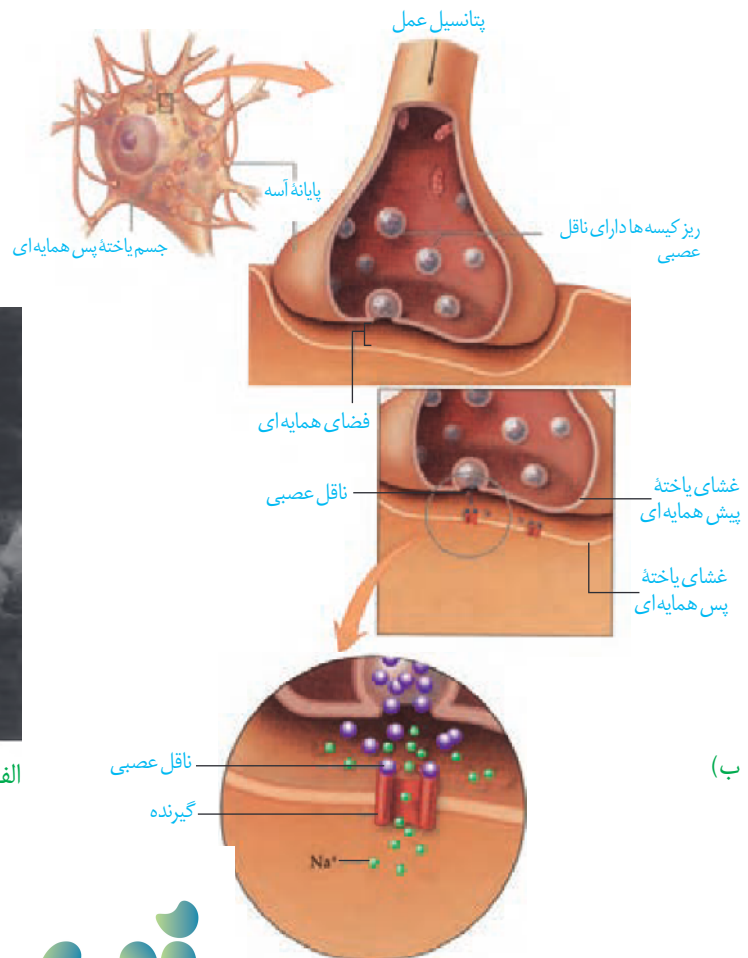 پتانسیل عمل
پایانهٔ آسه
جسم یاختهٔ پس همایه‌ای
ریز کیسه‌ها دارای ناقل
عصبی
فضای همایه‌ای
ناقل عصبی
غشای یاختهٔ
پیش همایه‌ای
غشای یاختهٔ
پس همایه‌ای
ب)
الف
ناقل عصبی
گیرنده
Na⁺